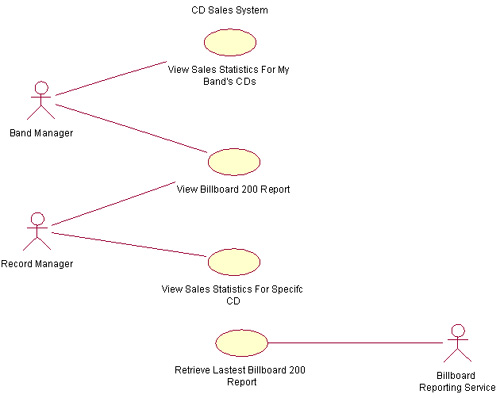 CD Sales System
View Sales Statistics For My
Band's CDs
Band Manager
View Billboard 200 Report
Record Manager
View Sales Statistics For Specifc
CD
Retrieve Lastest Billboard 200
Report
Billboard
Reporting Service